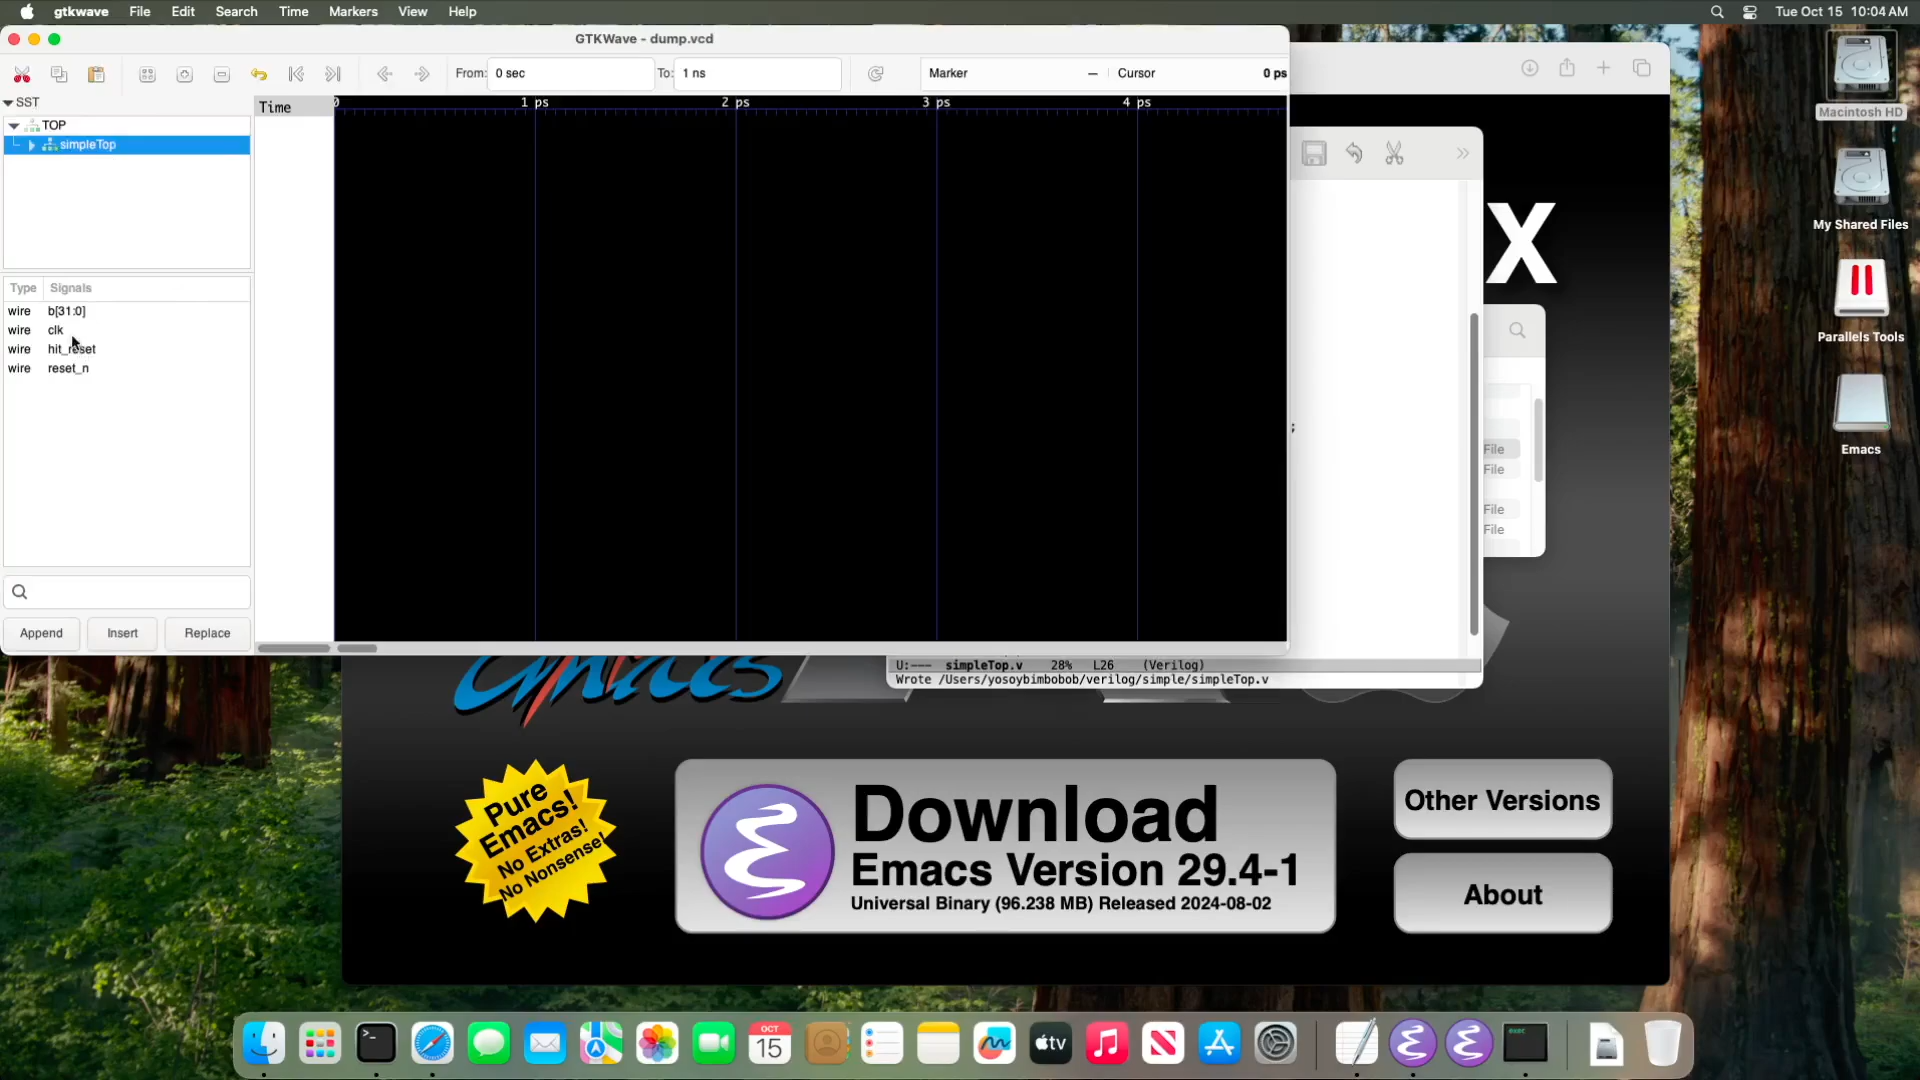 gtkwave File Edit Search Time Markers View Help
Tue Oct 15 10:04 AM
GTKWave - dump.vcd
From: 0 sec To: 1 ns Marker — Cursor 0 ps
SST
TOP
simpleTop
Type Signals
wire b[31:0]
wire clk
wire hit_reset
wire reset_n
Append Insert Replace
Time
0 1 ps 2 ps 3 ps 4 ps
X
;
File
File
File
File
U:--- simpleTop.v 28% L26 (Verilog)
Wrote /Users/yosoybimbobob/verilog/simple/simpleTop.v
Emacs
Pure
Emacs!
No Extras!
No Nonsense!
Download
Emacs Version 29.4-1
Universal Binary (96.238 MB) Released 2024-08-02
Other Versions
About
Macintosh HD
My Shared Files
Parallels Tools
Emacs
OCT
15
tv
exec